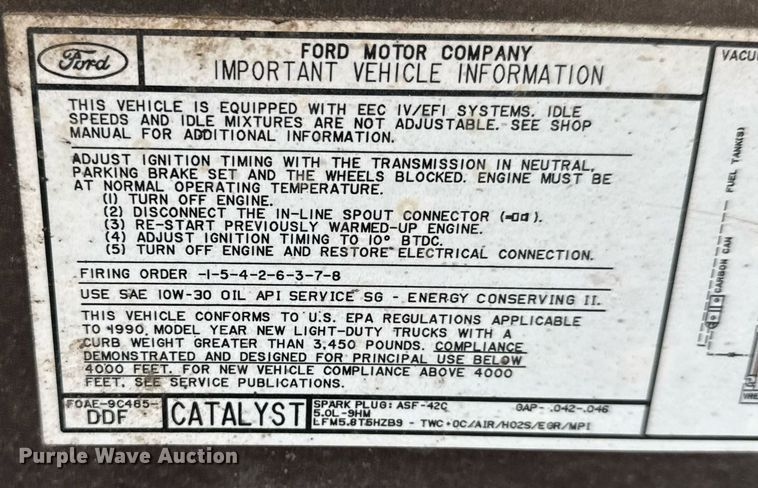 Ford
FORD MOTOR COMPANY
IMPORTANT VEHICLE INFORMATION
VACU
THIS VEHICLE IS EQUIPPED WITH EEC IV/EFI SYSTEMS. IDLE
SPEEDS AND IDLE MIXTURES ARE NOT ADJUSTABLE. SEE SHOP
MANUAL FOR ADDITIONAL INFORMATION.
ADJUST IGNITION TIMING WITH THE TRANSMISSION IN NEUTRAL,
PARKING BRAKE SET AND THE WHEELS BLOCKED. ENGINE MUST BE
AT NORMAL OPERATING TEMPERATURE.
(1) TURN OFF ENGINE.
(2) DISCONNECT THE IN-LINE SPOUT CONNECTOR ( ).
(3) RE-START PREVIOUSLY WARMED-UP ENGINE.
(4) ADJUST IGNITION TIMING TO 10° BTDC.
(5) TURN OFF ENGINE AND RESTORE ELECTRICAL CONNECTION.
FIRING ORDER -1-5-4-2-6-3-7-8
USE SAE 10W-30 OIL API SERVICE SG - ENERGY CONSERVING II.
THIS VEHICLE CONFORMS TO U.S. EPA REGULATIONS APPLICABLE
TO 1990 MODEL YEAR NEW LIGHT-DUTY TRUCKS WITH A
CURB WEIGHT GREATER THAN 3,450 POUNDS. COMPLIANCE
DEMONSTRATED AND DESIGNED FOR PRINCIPAL USE BELOW
4000 FEET. FOR NEW VEHICLE COMPLIANCE ABOVE 4000
FEET, SEE SERVICE PUBLICATIONS.
F0AE-9C485-
DDF
CATALYST
SPARK PLUG: ASF-42C GAP- .042-.046
5.0L-9HM
LFM5.8T5HZB9 - TWC+OC/AIR/HO2S/EGR/MPI
FUEL TANK(S)
CARBON CAN
VRE
Purple Wave Auction